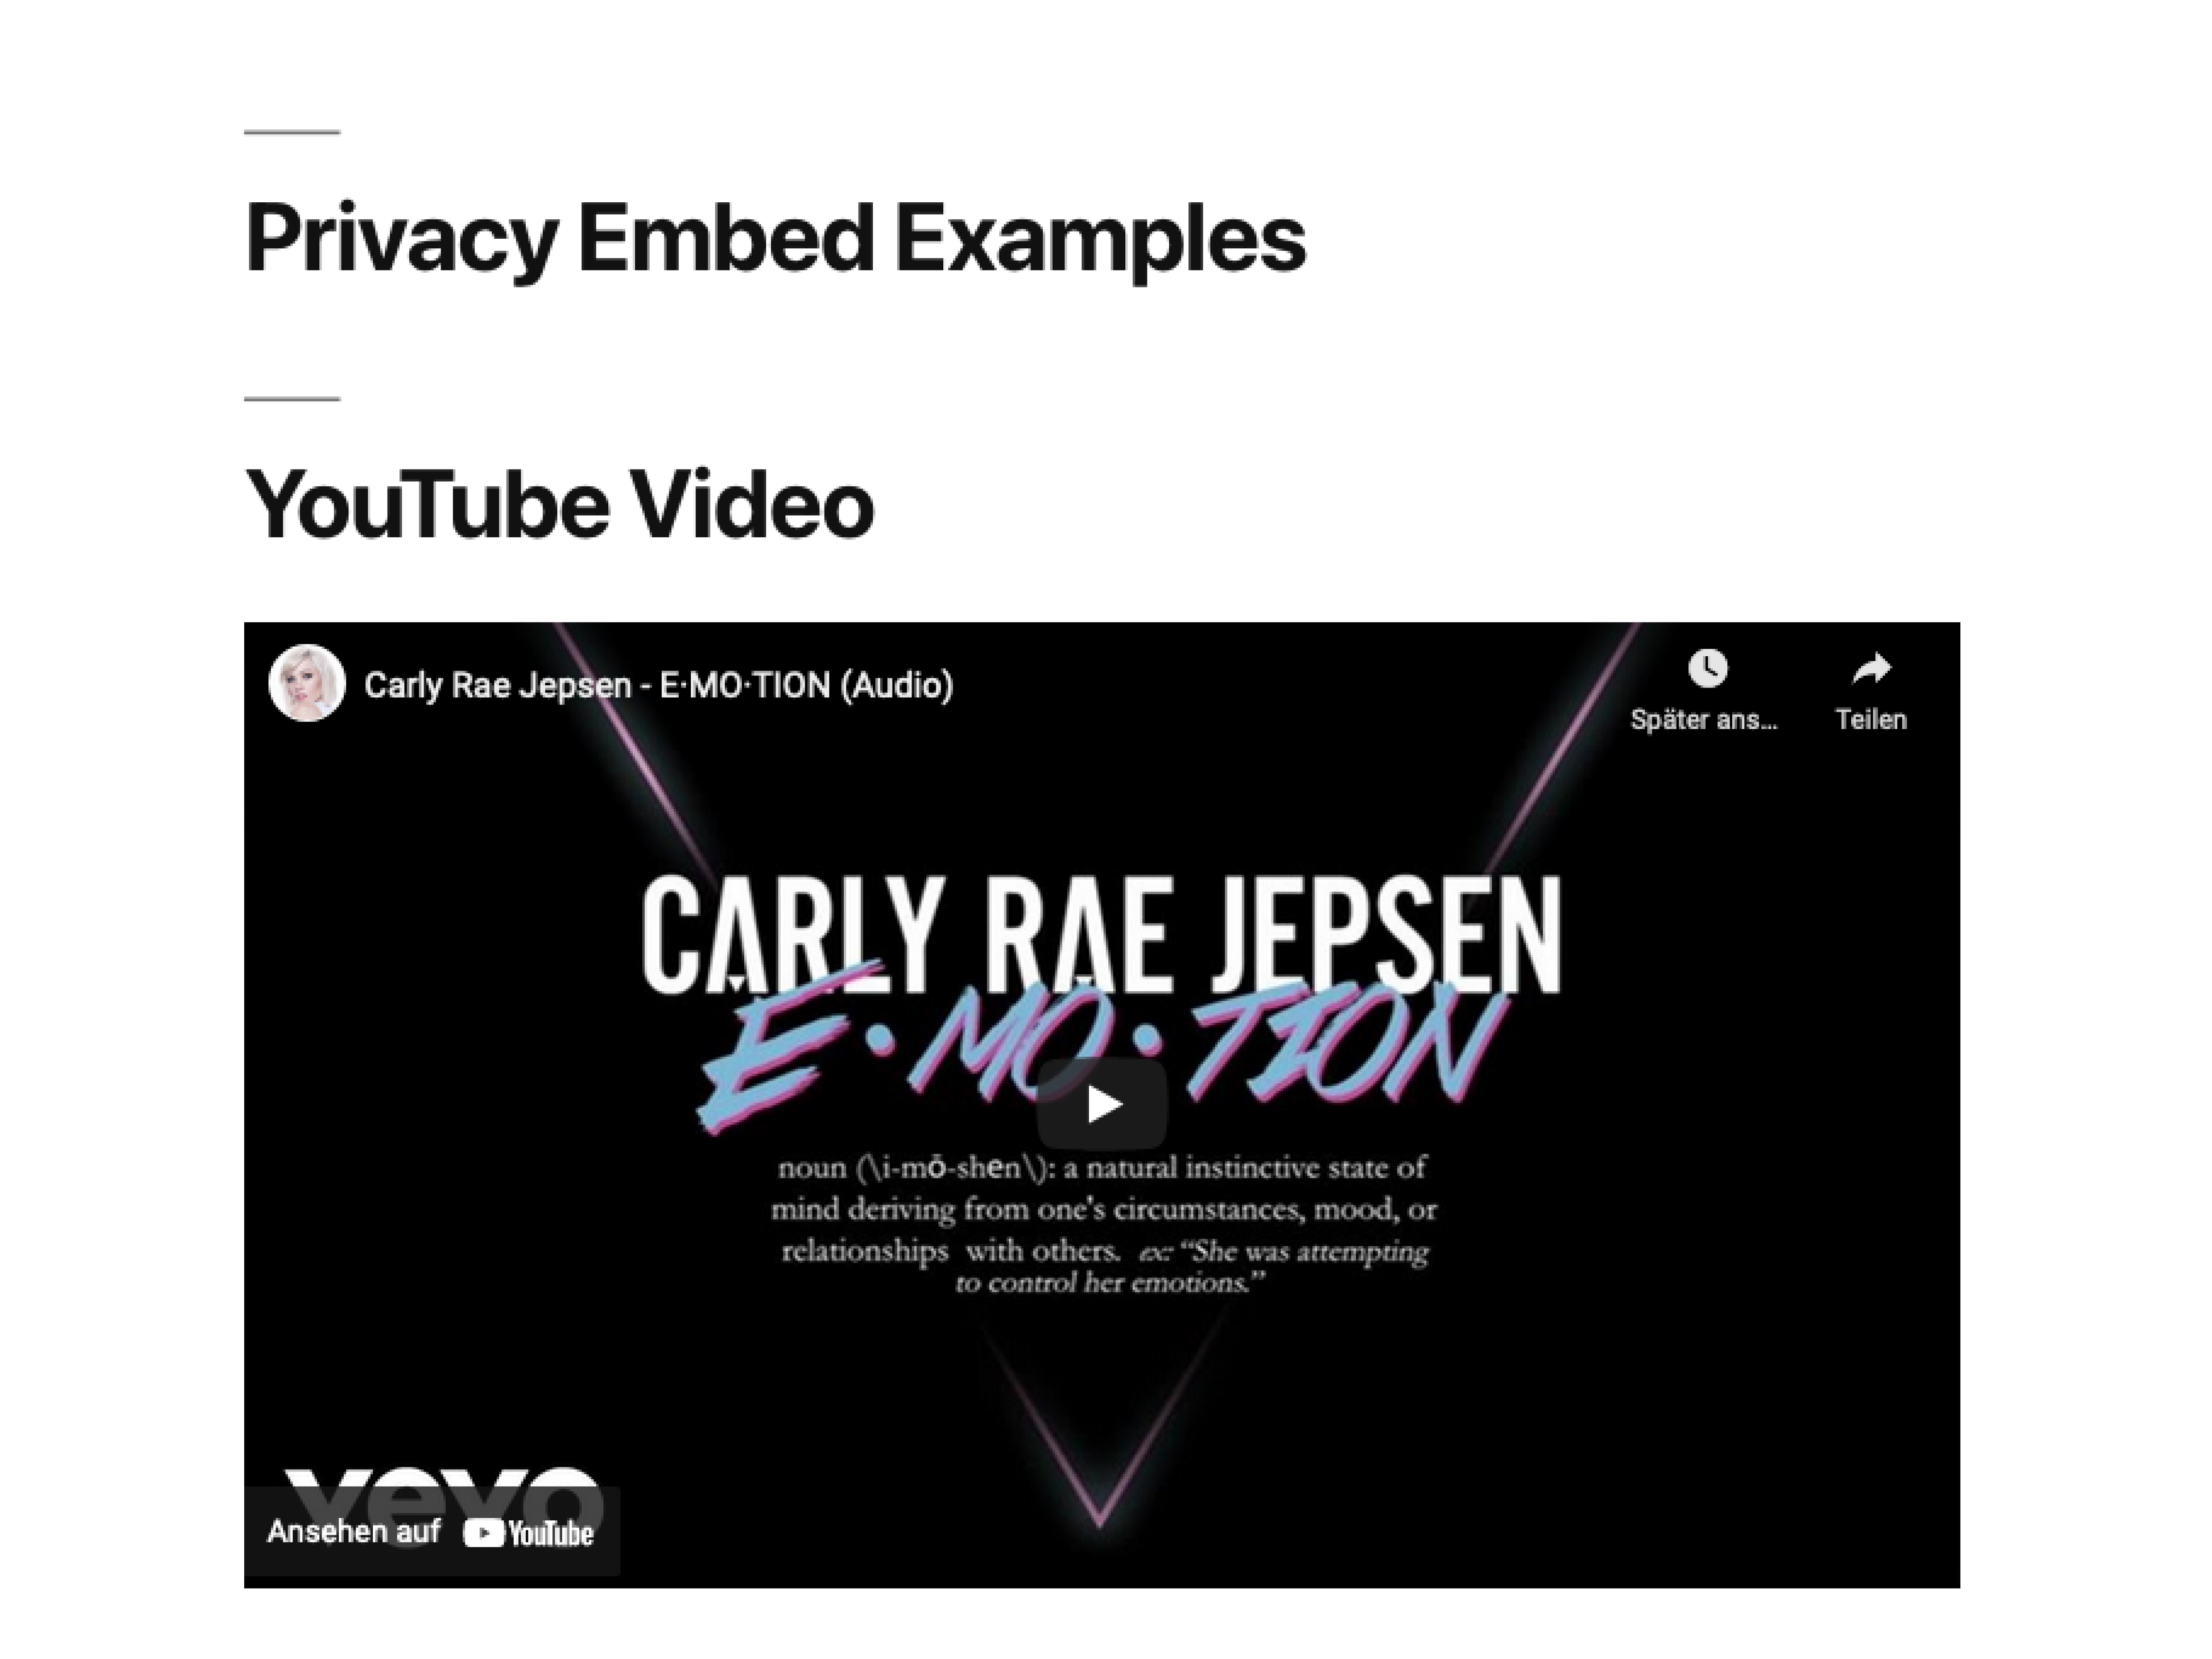 Privacy Embed Examples
YouTube Video
Carly Rae Jepsen - E·MO·TION (Audio)
Später ans...
Teilen
CARLY RAE JEPSEN
E·MO·TION
noun (\i-mō-shen\): a natural instinctive state of
mind deriving from one's circumstances, mood, or
relationships with others. ex: “She was attempting
to control her emotions.”
vevo
Ansehen auf YouTube